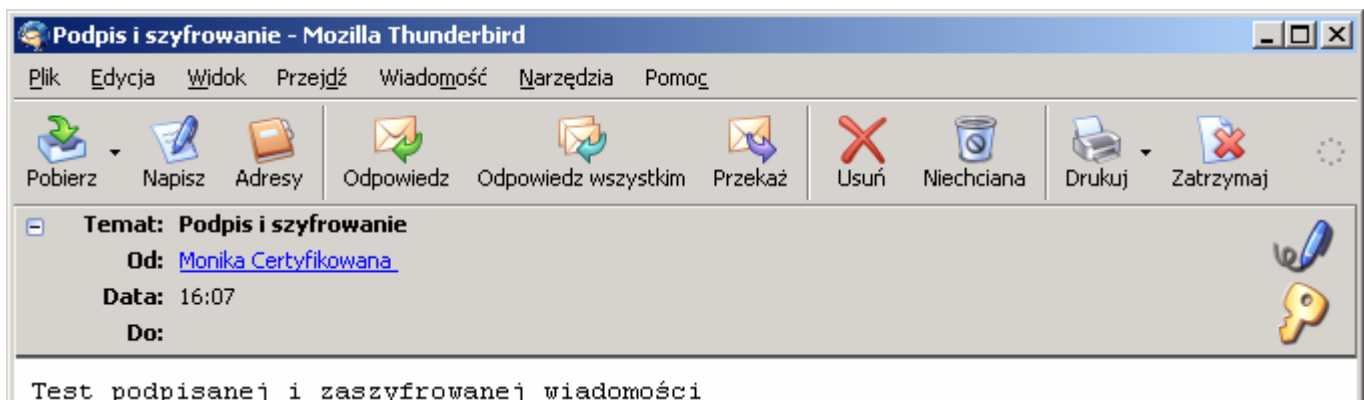 Podpis i szyfrowanie - Mozilla Thunderbird
Plik Edycja Widok Przejdź Wiadomość Narzędzia Pomoc
Pobierz Napisz Adresy Odpowiedz Odpowiedz wszystkim Przekaż Usuń Niechciana Drukuj Zatrzymaj
Temat: Podpis i szyfrowanie
Od: Monika Certyfikowana
Data: 16:07
Do:
Test podpisanej i zaszyfrowanej wiadomości